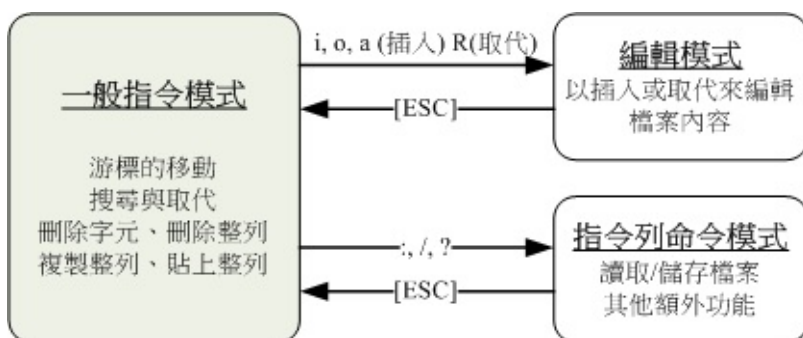 一般指令模式
游標的移動
搜尋與取代
刪除字元、刪除整列
複製整列、貼上整列
i, o, a (插入) R(取代)
[ESC]
編輯模式
以插入或取代來編輯
檔案內容
:, /, ?
[ESC]
指令列命令模式
讀取/儲存檔案
其他額外功能